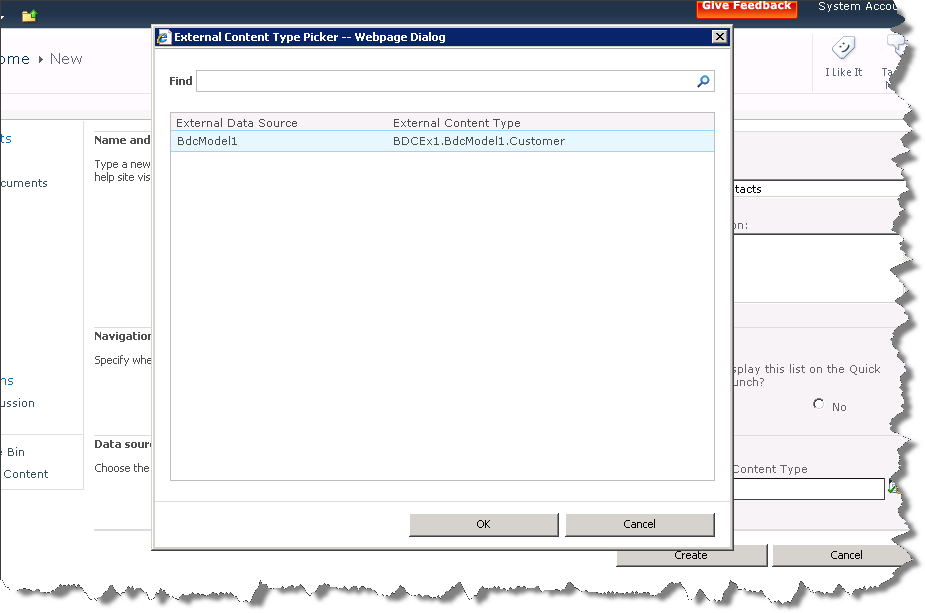 Give Feedback
System Accou
ome ▸ New
I Like It
External Content Type Picker -- Webpage Dialog
Find
External Data Source External Content Type
BdcModel1 BDCEx1.BdcModel1.Customer
OK Cancel
ts
cuments
ns
ussion
Bin
Content
Name and
Type a new
help site vis
tacts
on:
Navigation
Specify whe
splay this list on the Quick
unch?
No
Data sour
Choose the
Content Type
Create Cancel